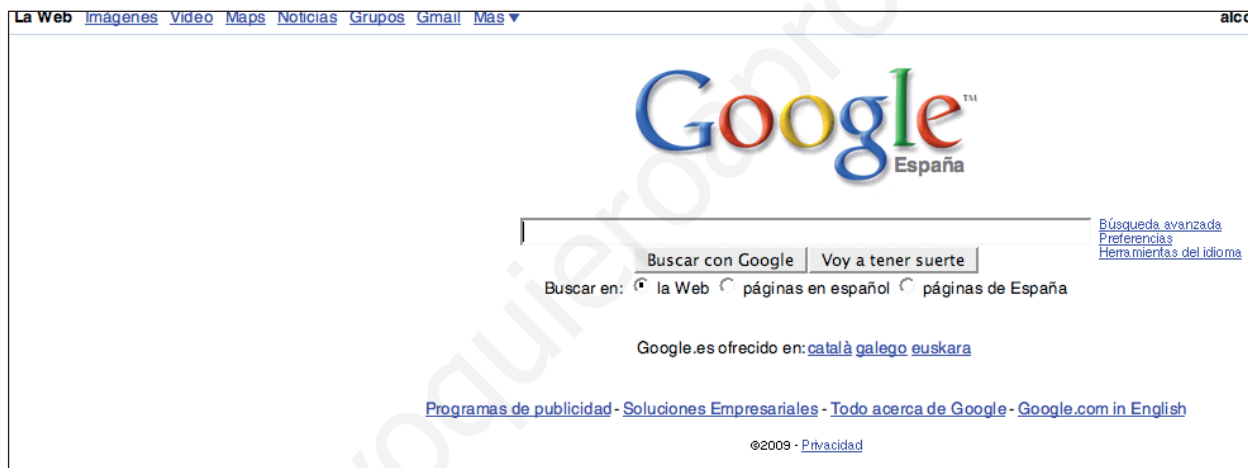 La Web Imágenes Vídeo Maps Noticias Grupos Gmail Más ▼
Google™
España
Búsqueda avanzada
Preferencias
Herramientas del idioma
Buscar con Google Voy a tener suerte
Buscar en: la Web páginas en español páginas de España
Google.es ofrecido en: català galego euskara
Programas de publicidad - Soluciones Empresariales - Todo acerca de Google - Google.com in English
©2009 - Privacidad